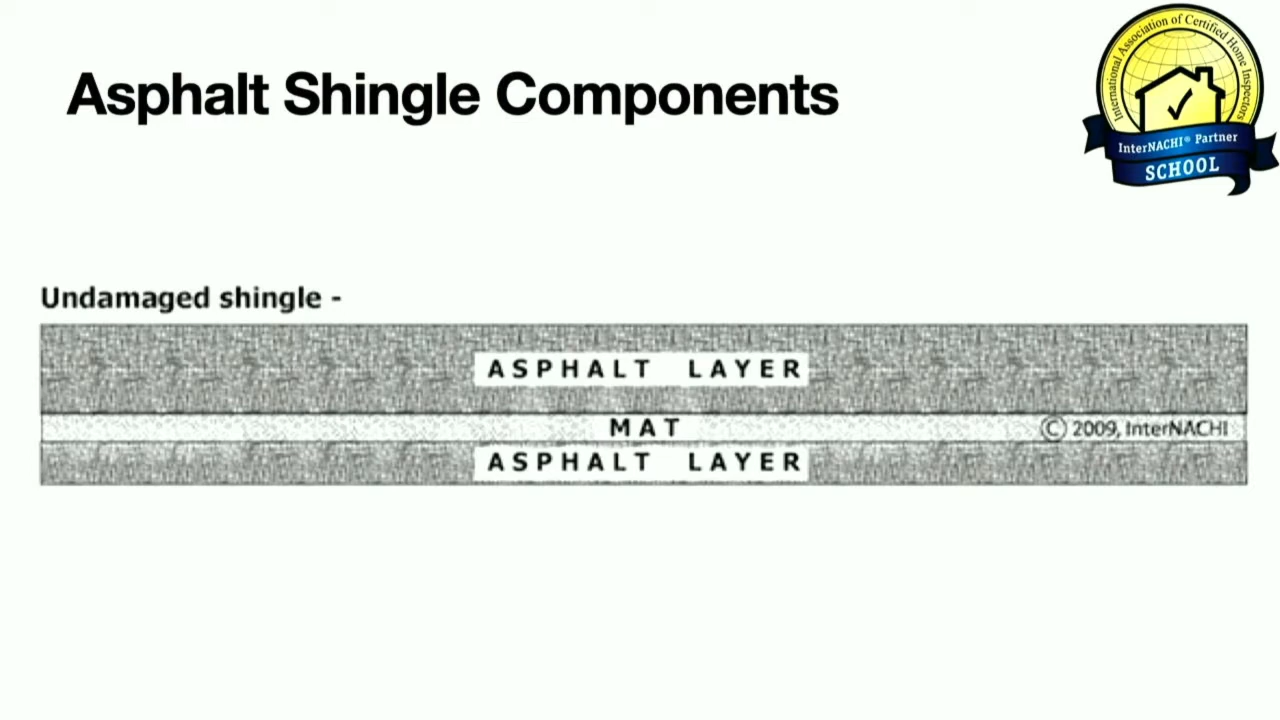 Asphalt Shingle Components
International Association of Certified Home Inspectors
InterNACHI® Partner
SCHOOL
Undamaged shingle -
ASPHALT LAYER
MAT
© 2009, InterNACHI
ASPHALT LAYER